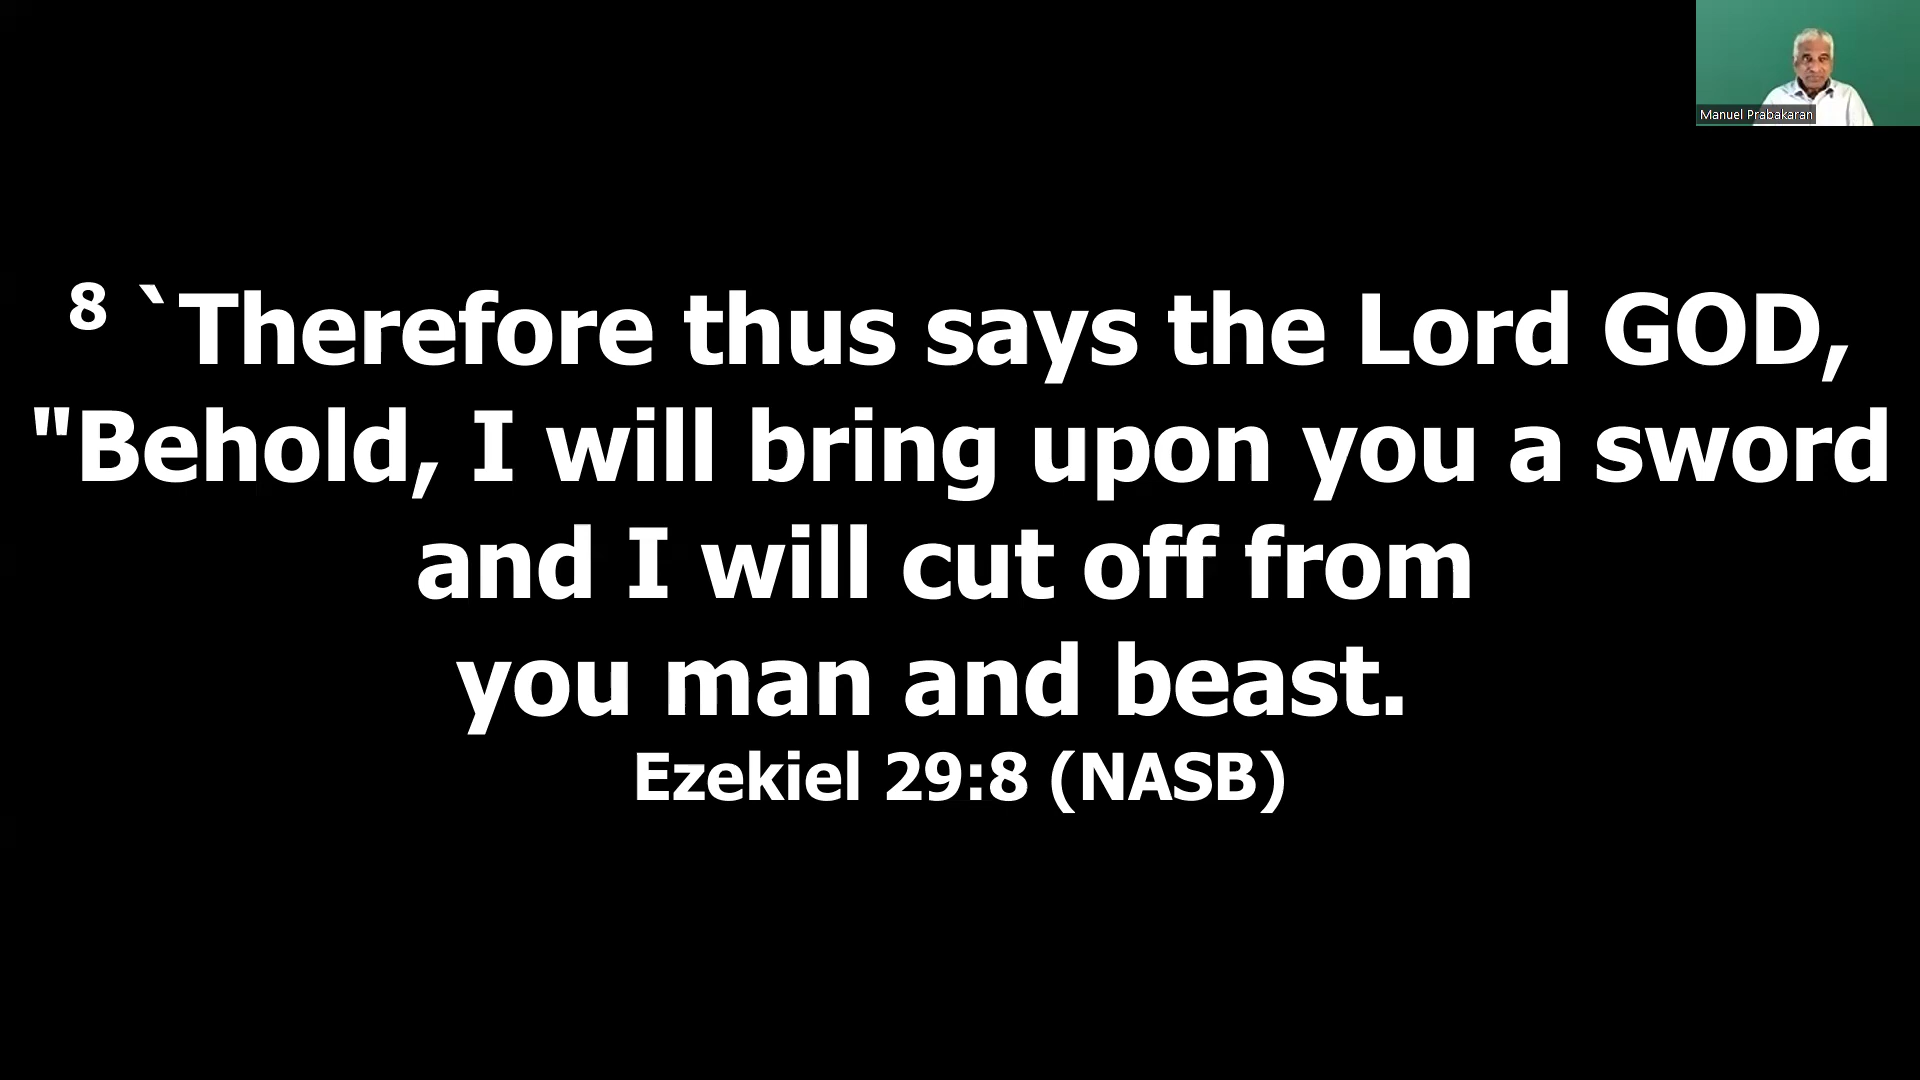 Manuel Prabakaran
8 `Therefore thus says the Lord GOD,
"Behold, I will bring upon you a sword
and I will cut off from
you man and beast.
Ezekiel 29:8 (NASB)